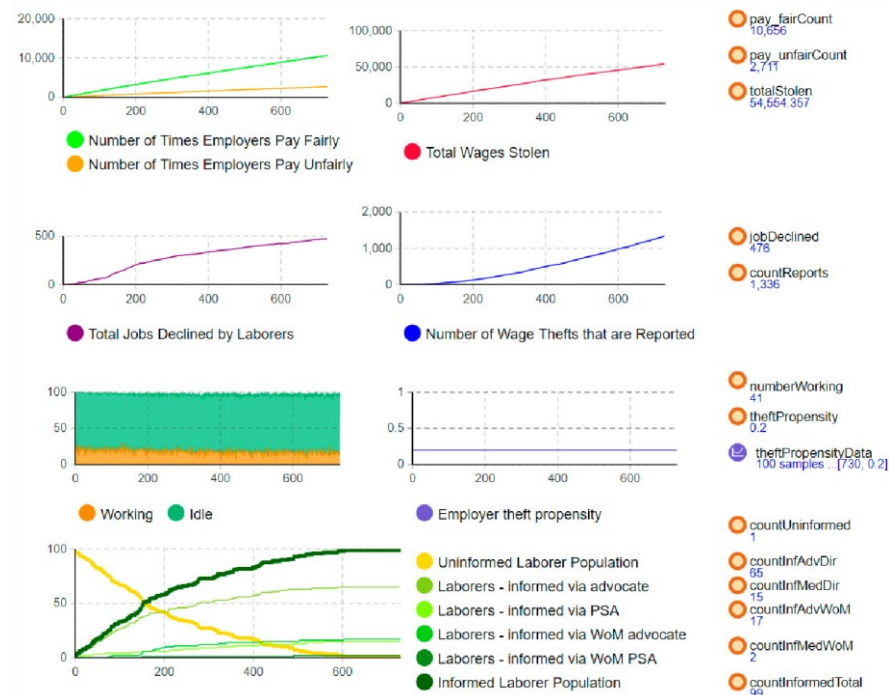 20,000
10,000
0
0 200 400 600
Number of Times Employers Pay Fairly
Number of Times Employers Pay Unfairly
100,000
50,000
0
0 200 400 600
Total Wages Stolen
pay_fairCount
10,656
pay_unfairCount
2,711
totalStolen
54,554.357
500
0
0 200 400 600
Total Jobs Declined by Laborers
2,000
1,000
0
0 200 400 600
Number of Wage Thefts that are Reported
jobDeclined
476
countReports
1,336
100
50
0
0 200 400 600
Working Idle
1
0.5
0
0 200 400 600
Employer theft propensity
numberWorking
41
theftPropensity
0.2
theftPropensityData
100 samples ...[730, 0.2]
100
50
0
0 200 400 600
Uninformed Laborer Population
Laborers - informed via advocate
Laborers - informed via PSA
Laborers - informed via WoM advocate
Laborers - informed via WoM PSA
Informed Laborer Population
countUninformed
1
countInfAdvDir
65
countInfMedDir
15
countInfAdvWoM
17
countInfMedWoM
2
countInformedTotal
99